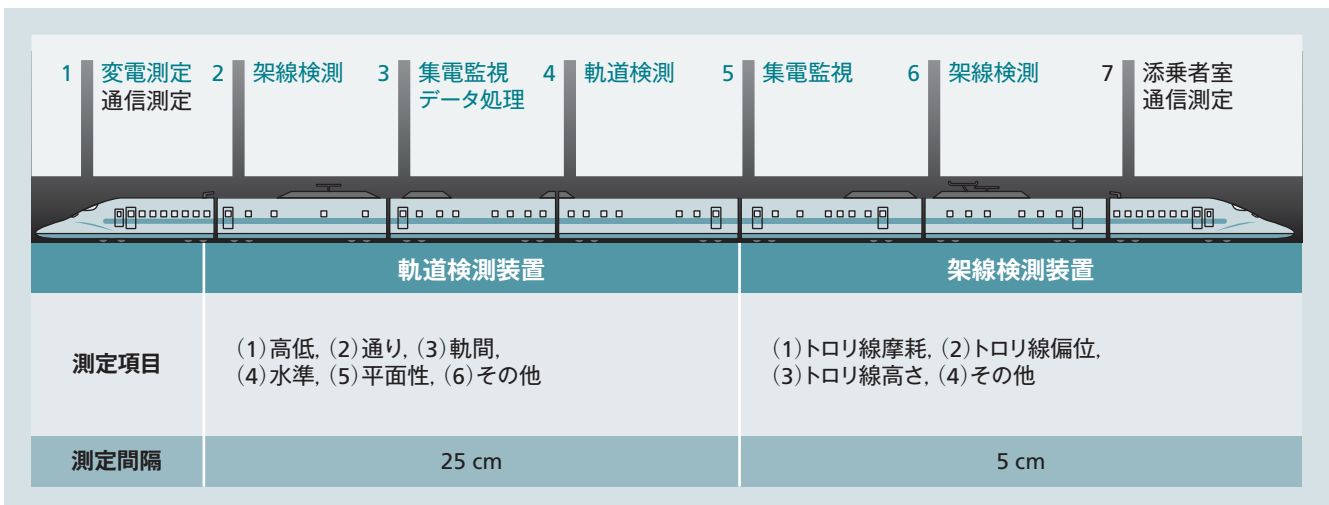 1 変電測定
通信測定
2 架線検測
3 集電監視
データ処理
4 軌道検測
5 集電監視
6 架線検測
7 添乗者室
通信測定
軌道検測装置 架線検測装置
測定項目
（1）高低，（2）通り，（3）軌間，
（4）水準，（5）平面性，（6）その他
（1）トロリ線摩耗，（2）トロリ線偏位，
（3）トロリ線高さ，（4）その他
測定間隔 25 cm 5 cm